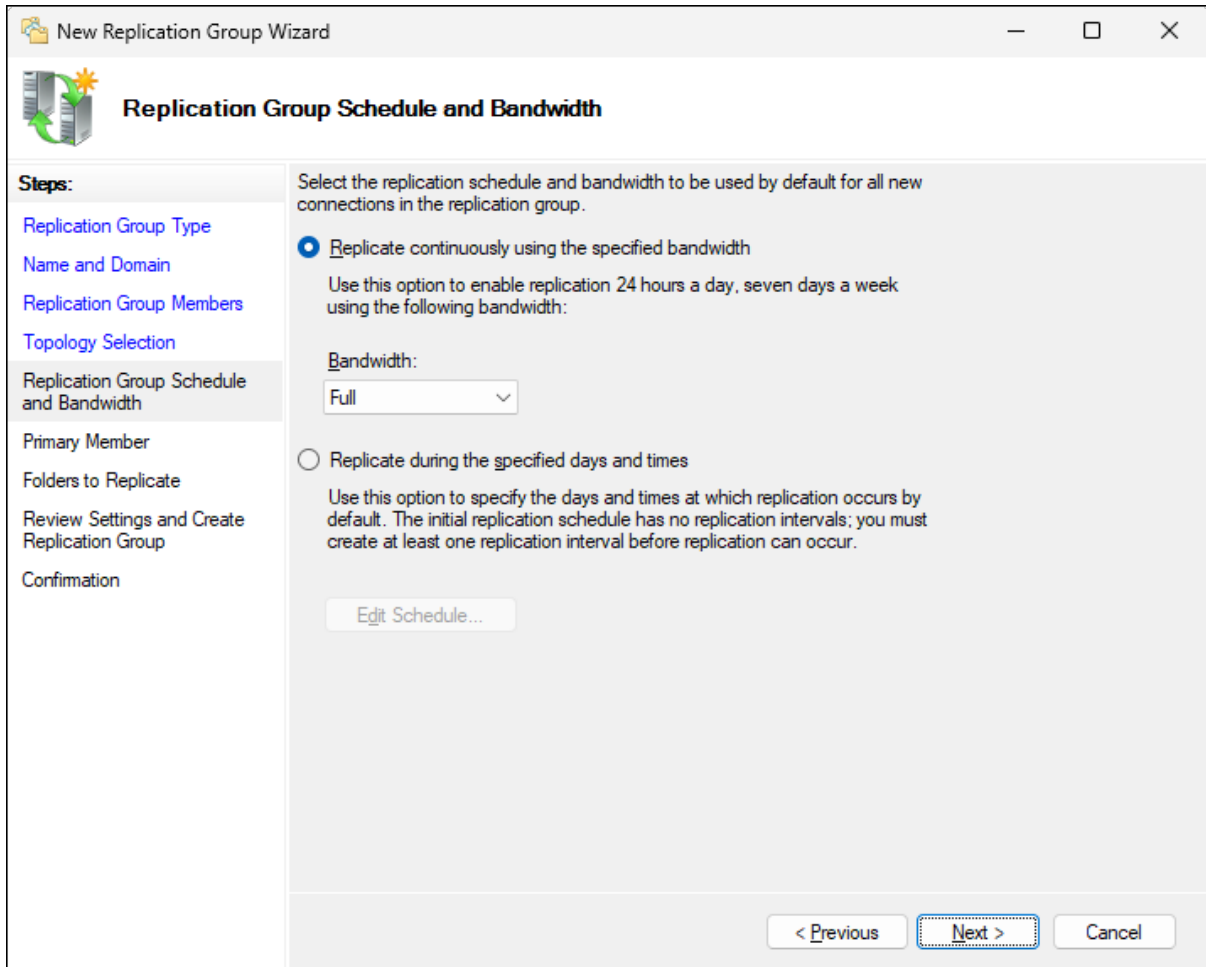 New Replication Group Wizard
Replication Group Schedule and Bandwidth
Steps:
Replication Group Type
Name and Domain
Replication Group Members
Topology Selection
Replication Group Schedule
and Bandwidth
Primary Member
Folders to Replicate
Review Settings and Create
Replication Group
Confirmation
Select the replication schedule and bandwidth to be used by default for all new
connections in the replication group.
Replicate continuously using the specified bandwidth
Use this option to enable replication 24 hours a day, seven days a week
using the following bandwidth:
Bandwidth:
Full
Replicate during the specified days and times
Use this option to specify the days and times at which replication occurs by
default. The initial replication schedule has no replication intervals; you must
create at least one replication interval before replication can occur.
Edit Schedule...
< Previous
Next >
Cancel